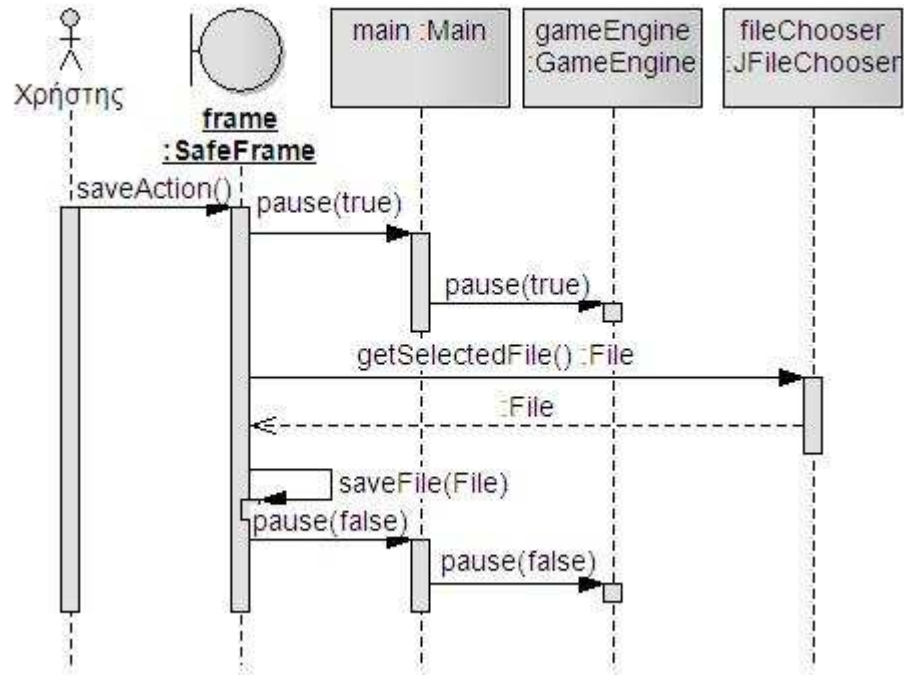 main :Main
gameEngine
:GameEngine
fileChooser
:JFileChooser
Χρήστης
frame
:SafeFrame
saveAction()
pause(true)
pause(true)
getSelectedFile() :File
:File
saveFile(File)
pause(false)
pause(false)